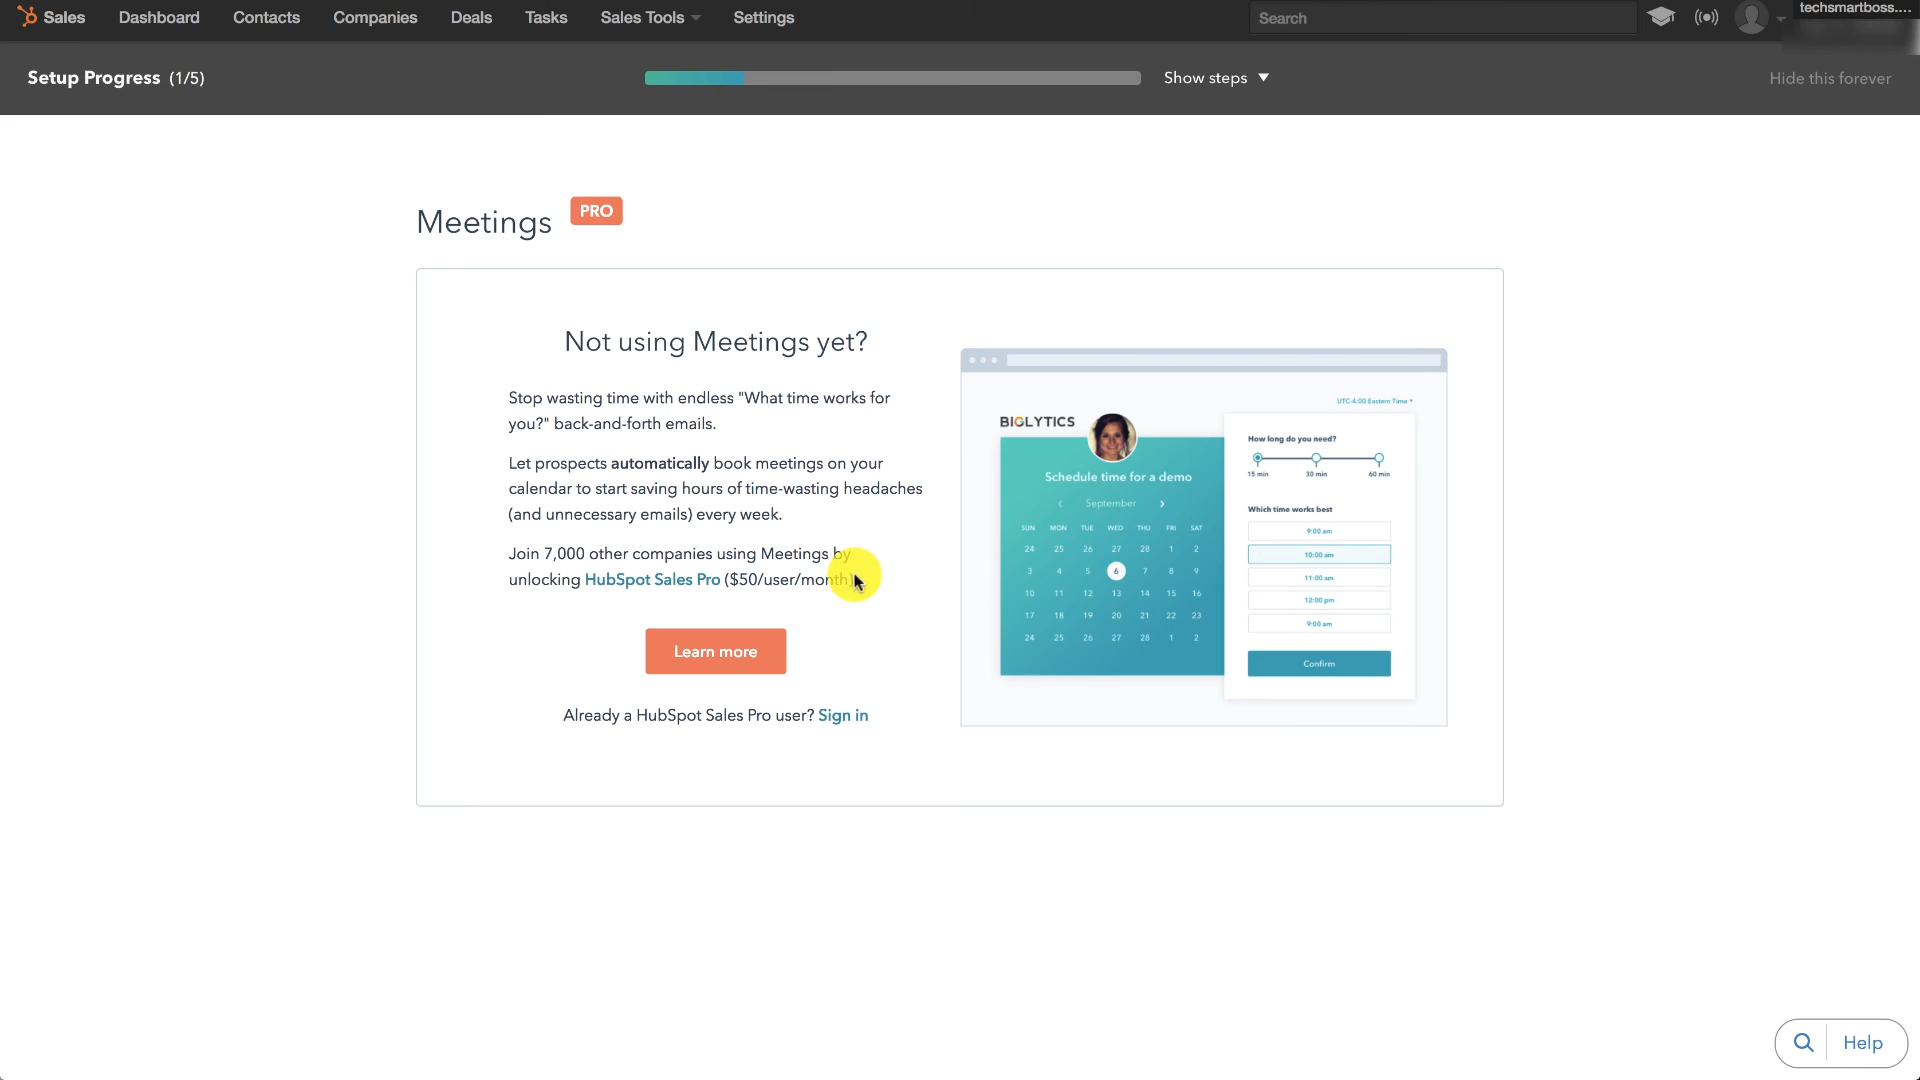 Sales Dashboard Contacts Companies Deals Tasks Sales Tools Settings Search techsmartboss....
Setup Progress (1/5) Show steps Hide this forever
Meetings PRO
Not using Meetings yet?
Stop wasting time with endless "What time works for
you?" back-and-forth emails.
Let prospects automatically book meetings on your
calendar to start saving hours of time-wasting headaches
(and unnecessary emails) every week.
Join 7,000 other companies using Meetings by
unlocking HubSpot Sales Pro ($50/user/month)
Learn more
Already a HubSpot Sales Pro user? Sign in
UTC-4:00 Eastern Time
BIGLYTICS
Schedule time for a demo
September
SUN MON TUE WED THU FRI SAT
24 25 26 27 28 1 2
3 4 5 6 7 8 9
10 11 12 13 14 15 16
17 18 19 20 21 22 23
24 25 26 27 28 1 2
How long do you need?
15 min 30 min 60 min
Which time works best
9:00 am
10:00 am
11:00 am
12:00 pm
9:00 am
Confirm
Help